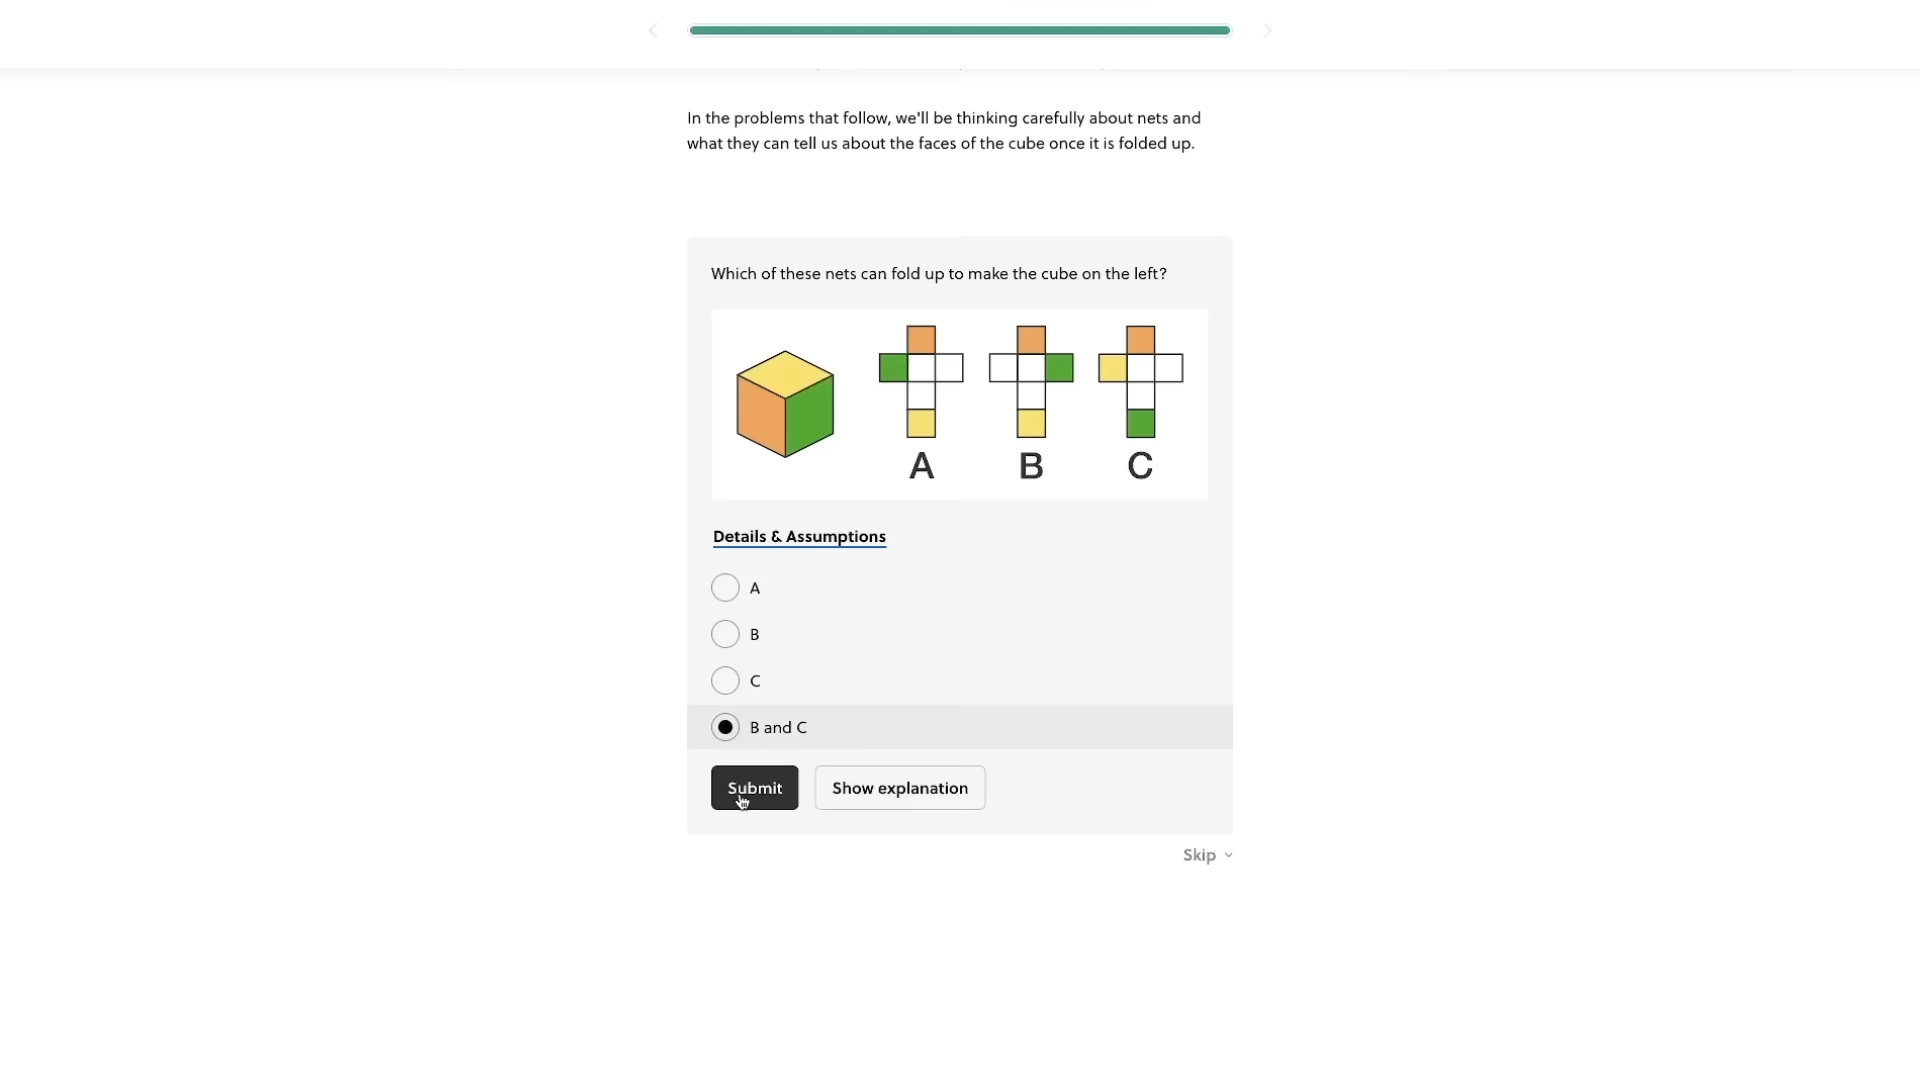 In the problems that follow, we'll be thinking carefully about nets and
what they can tell us about the faces of the cube once it is folded up.
Which of these nets can fold up to make the cube on the left?
A B C
Details & Assumptions
A
B
C
B and C
Submit Show explanation
Skip